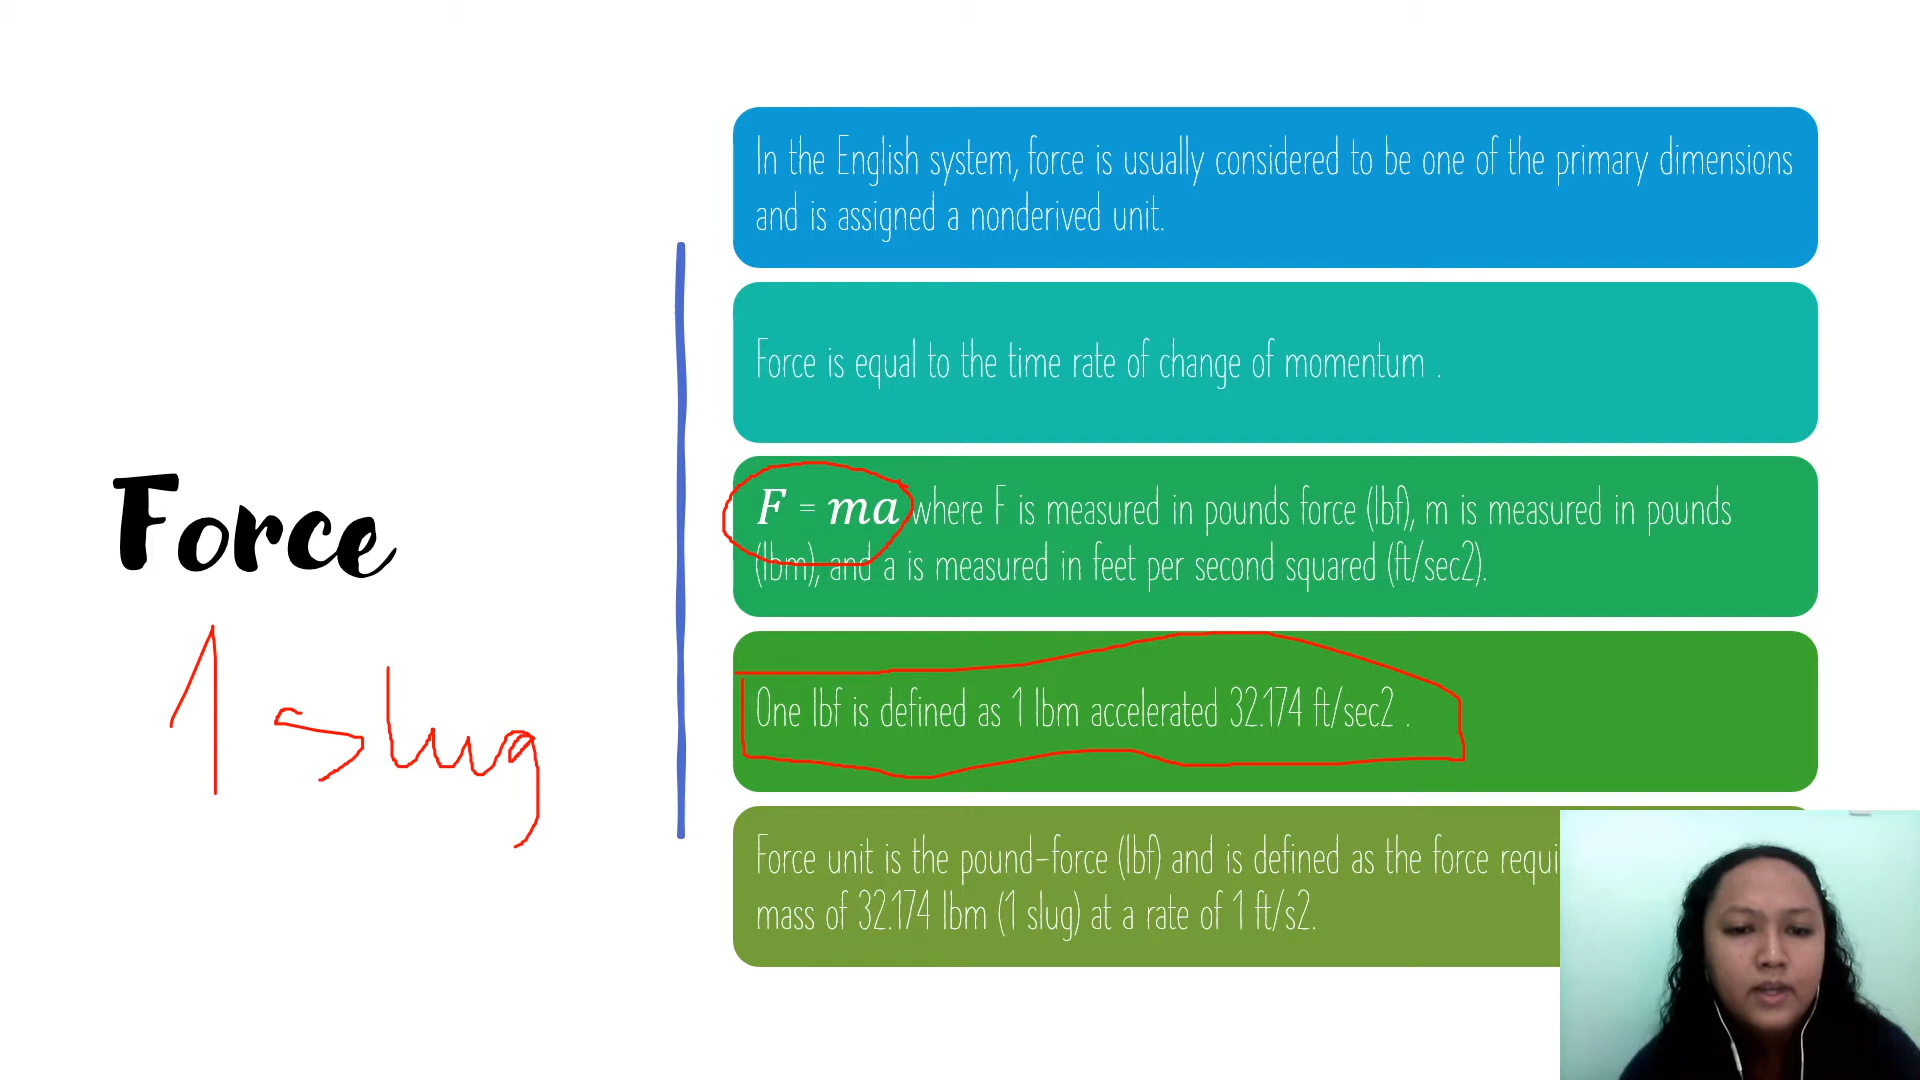 Force
1 slug
In the English system, force is usually considered to be one of the primary dimensions
and is assigned a nonderived unit.
Force is equal to the time rate of change of momentum .
F = ma where F is measured in pounds force (lbf), m is measured in pounds
(lbm), and a is measured in feet per second squared (ft/sec2).
One lbf is defined as 1 lbm accelerated 32.174 ft/sec2 .
Force unit is the pound-force (lbf) and is defined as the force
mass of 32.174 lbm (1 slug) at a rate of 1 ft/s2.